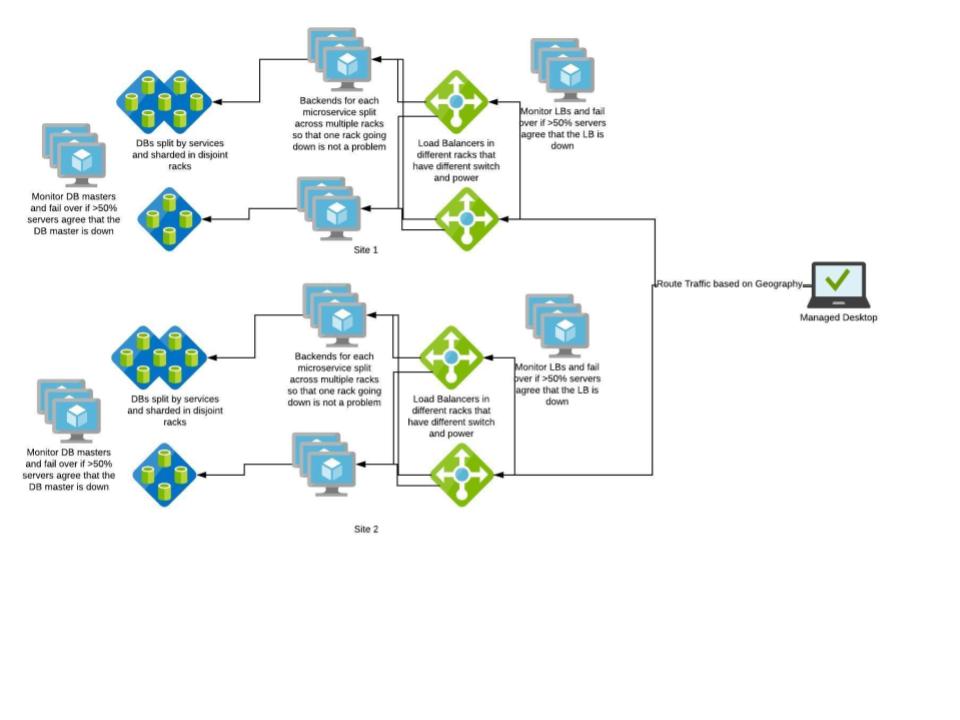 Backends for each
microservice split
across multiple racks
so that one rack going
down is not a problem
Monitor LBs and fail
over if >50% servers
agree that the LB is
down
DBs split by services
and sharded in disjoint
racks
Load Balancers in
different racks that
have different switch
and power
Monitor DB masters
and fail over if >50%
servers agree that the
DB master is down
Site 1
Route Traffic based on Geography
Managed Desktop
Backends for each
microservice split
across multiple racks
so that one rack going
down is not a problem
Monitor LBs and fail
over if >50% servers
agree that the LB is
down
DBs split by services
and sharded in disjoint
racks
Load Balancers in
different racks that
have different switch
and power
Monitor DB masters
and fail over if >50%
servers agree that the
DB master is down
Site 2